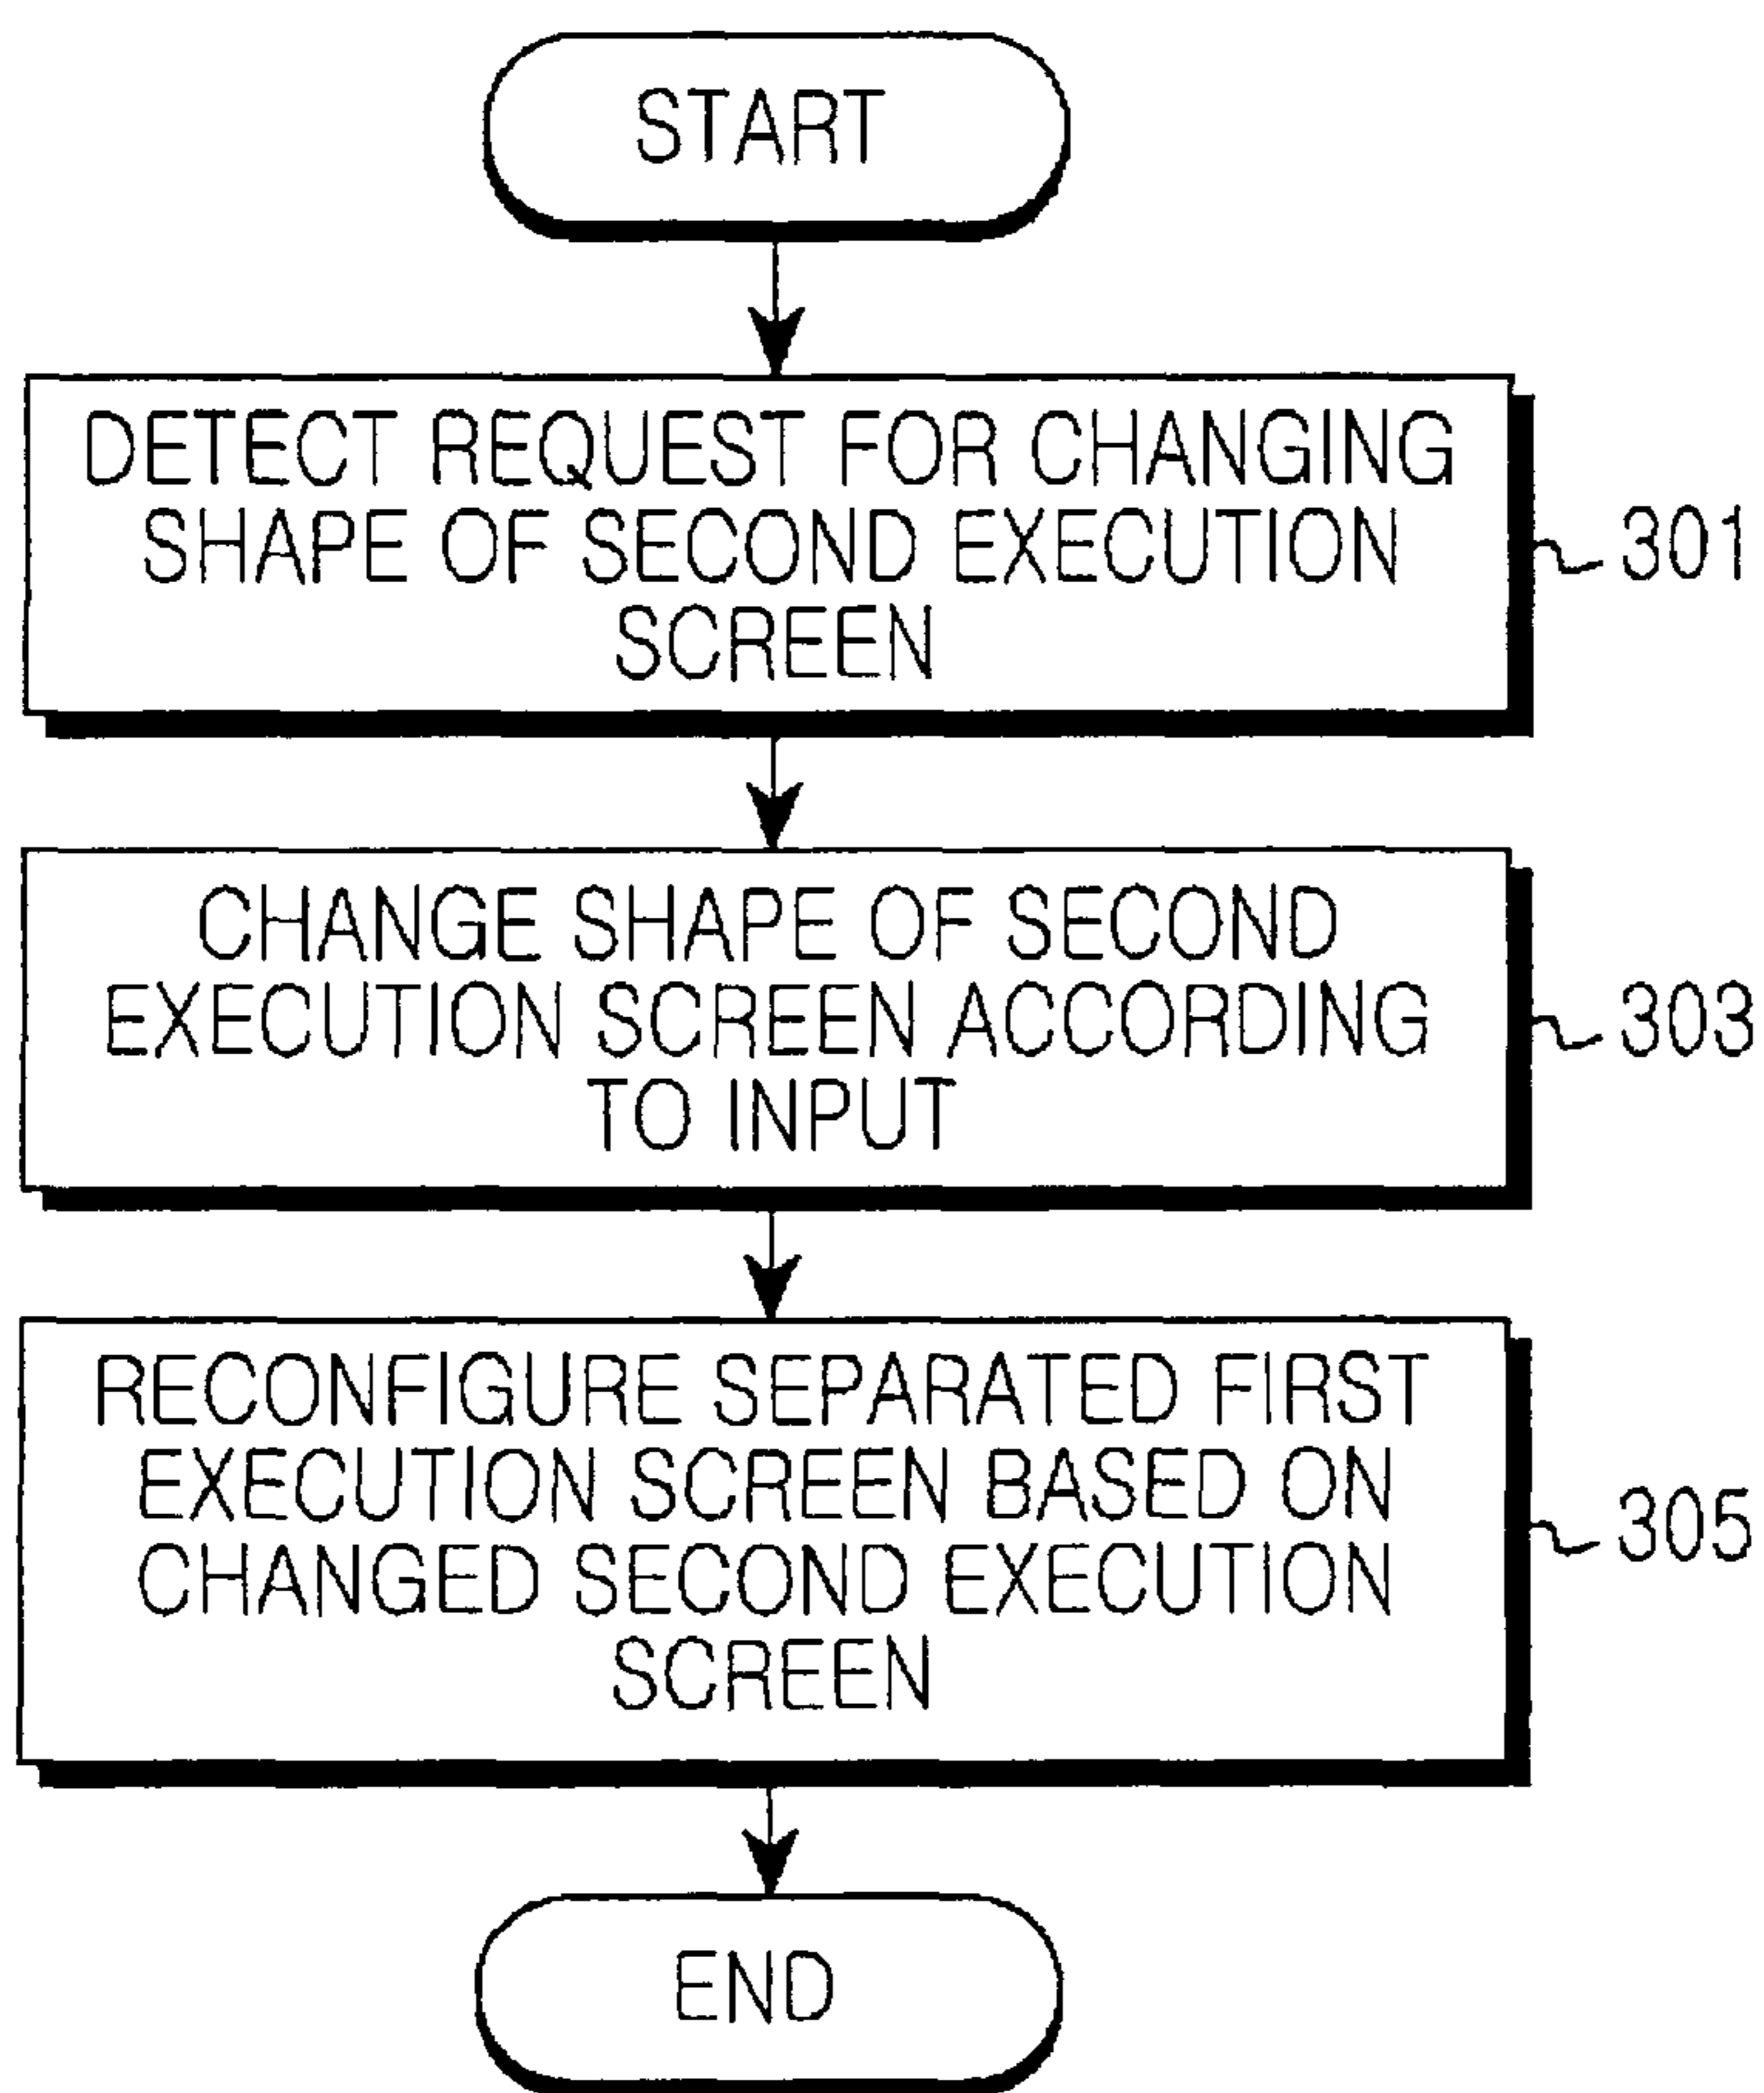 START
DETECT REQUEST FOR CHANGING
SHAPE OF SECOND EXECUTION
SCREEN
301
CHANGE SHAPE OF SECOND
EXECUTION SCREEN ACCORDING
TO INPUT
303
RECONFIGURE SEPARATED FIRST
EXECUTION SCREEN BASED ON
CHANGED SECOND EXECUTION
SCREEN
305
END